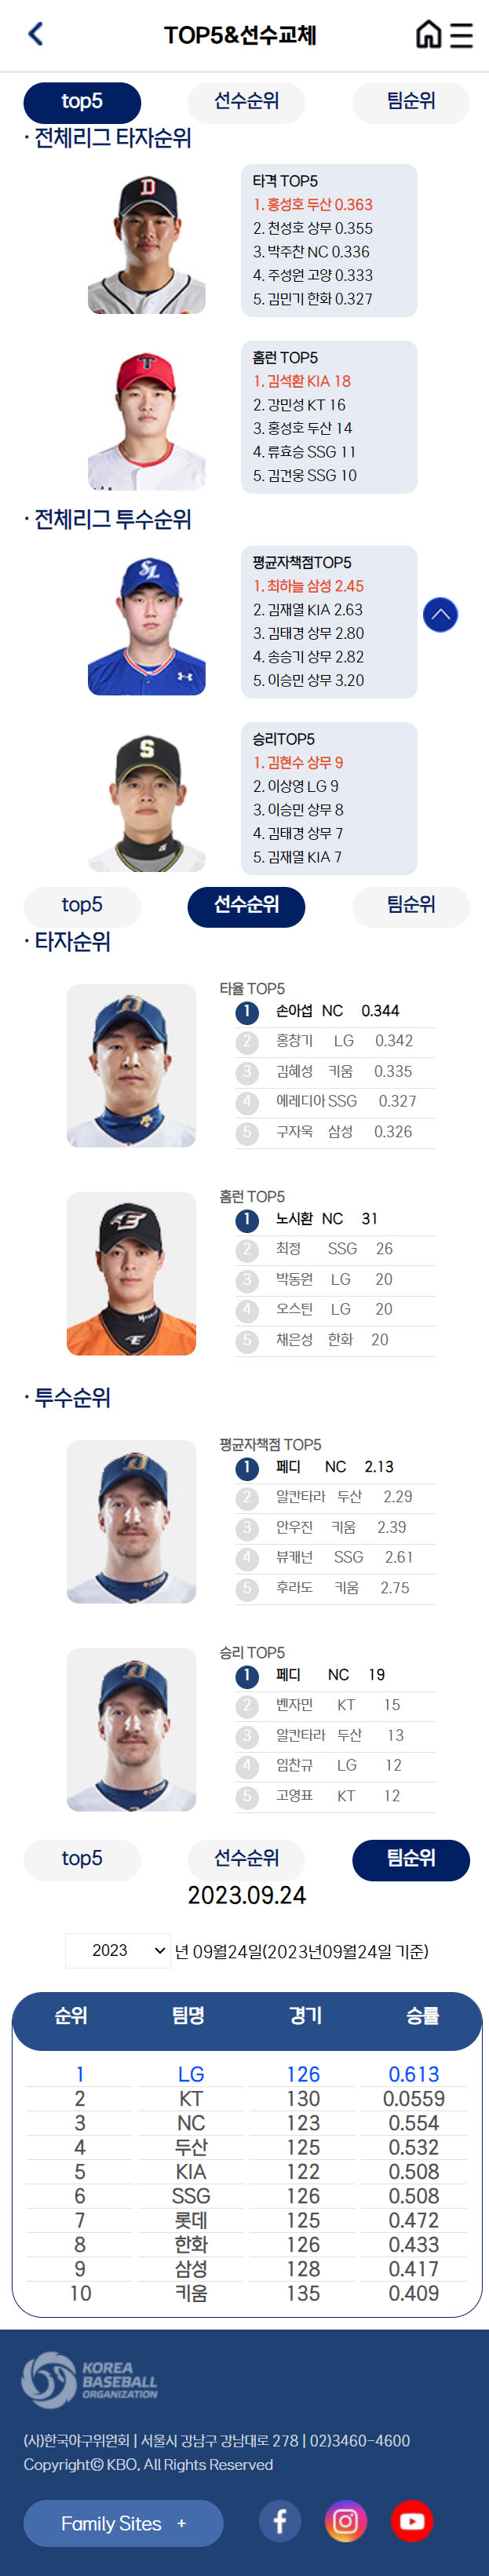 TOP5&선수교체
top5 선수순위 팀순위
· 전체리그 타자순위
타격 TOP5
1. 홍성호 두산 0.363
2. 천성호 상무 0.355
3. 박주찬 NC 0.336
4. 주성원 고양 0.333
5. 김민기 한화 0.327
홈런 TOP5
1. 김석환 KIA 18
2. 강민성 KT 16
3. 홍성호 두산 14
4. 류효승 SSG 11
5. 김건웅 SSG 10
· 전체리그 투수순위
평균자책점TOP5
1. 최하늘 삼성 2.45
2. 김재열 KIA 2.63
3. 김태경 상무 2.80
4. 송승기 상무 2.82
5. 이승민 상무 3.20
승리TOP5
1. 김현수 상무 9
2. 이상영 LG 9
3. 이승민 상무 8
4. 김태경 상무 7
5. 김재열 KIA 7
top5 선수순위 팀순위
· 타자순위
타율 TOP5
1 손아섭 NC 0.344
2 홍창기 LG 0.342
3 김혜성 키움 0.335
4 에레디아 SSG 0.327
5 구자욱 삼성 0.326
홈런 TOP5
1 노시환 NC 31
2 최정 SSG 26
3 박동원 LG 20
4 오스틴 LG 20
5 채은성 한화 20
· 투수순위
평균자책점 TOP5
1 페디 NC 2.13
2 알칸타라 두산 2.29
3 안우진 키움 2.39
4 뷰캐넌 SSG 2.61
5 후라도 키움 2.75
승리 TOP5
1 페디 NC 19
2 벤자민 KT 15
3 알칸타라 두산 13
4 임찬규 LG 12
5 고영표 KT 12
top5 선수순위 팀순위
2023.09.24
2023 년 09월24일(2023년09월24일 기준)
순위 팀명 경기 승률
1 LG 126 0.613
2 KT 130 0.0559
3 NC 123 0.554
4 두산 125 0.532
5 KIA 122 0.508
6 SSG 126 0.508
7 롯데 125 0.472
8 한화 126 0.433
9 삼성 128 0.417
10 키움 135 0.409
KOREA
BASEBALL
ORGANIZATION
(사)한국야구위원회 | 서울시 강남구 강남대로 278 | 02)3460-4600
Copyright© KBO, All Rights Reserved
Family Sites +